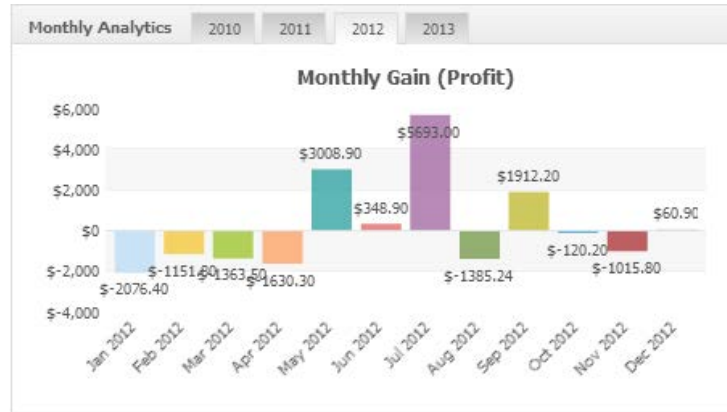 Monthly Analytics 2010 2011 2012 2013
Monthly Gain (Profit)
$6,000
$4,000
$2,000
$0
$-2,000
$-4,000
$-2076.40
$-1151.80
$-1363.50
$-1630.30
$3008.90
$348.90
$5693.00
$-1385.24
$1912.20
$-120.20
$-1015.80
$60.90
Jan 2012
Feb 2012
Mar 2012
Apr 2012
May 2012
Jun 2012
Jul 2012
Aug 2012
Sep 2012
Oct 2012
Nov 2012
Dec 2012